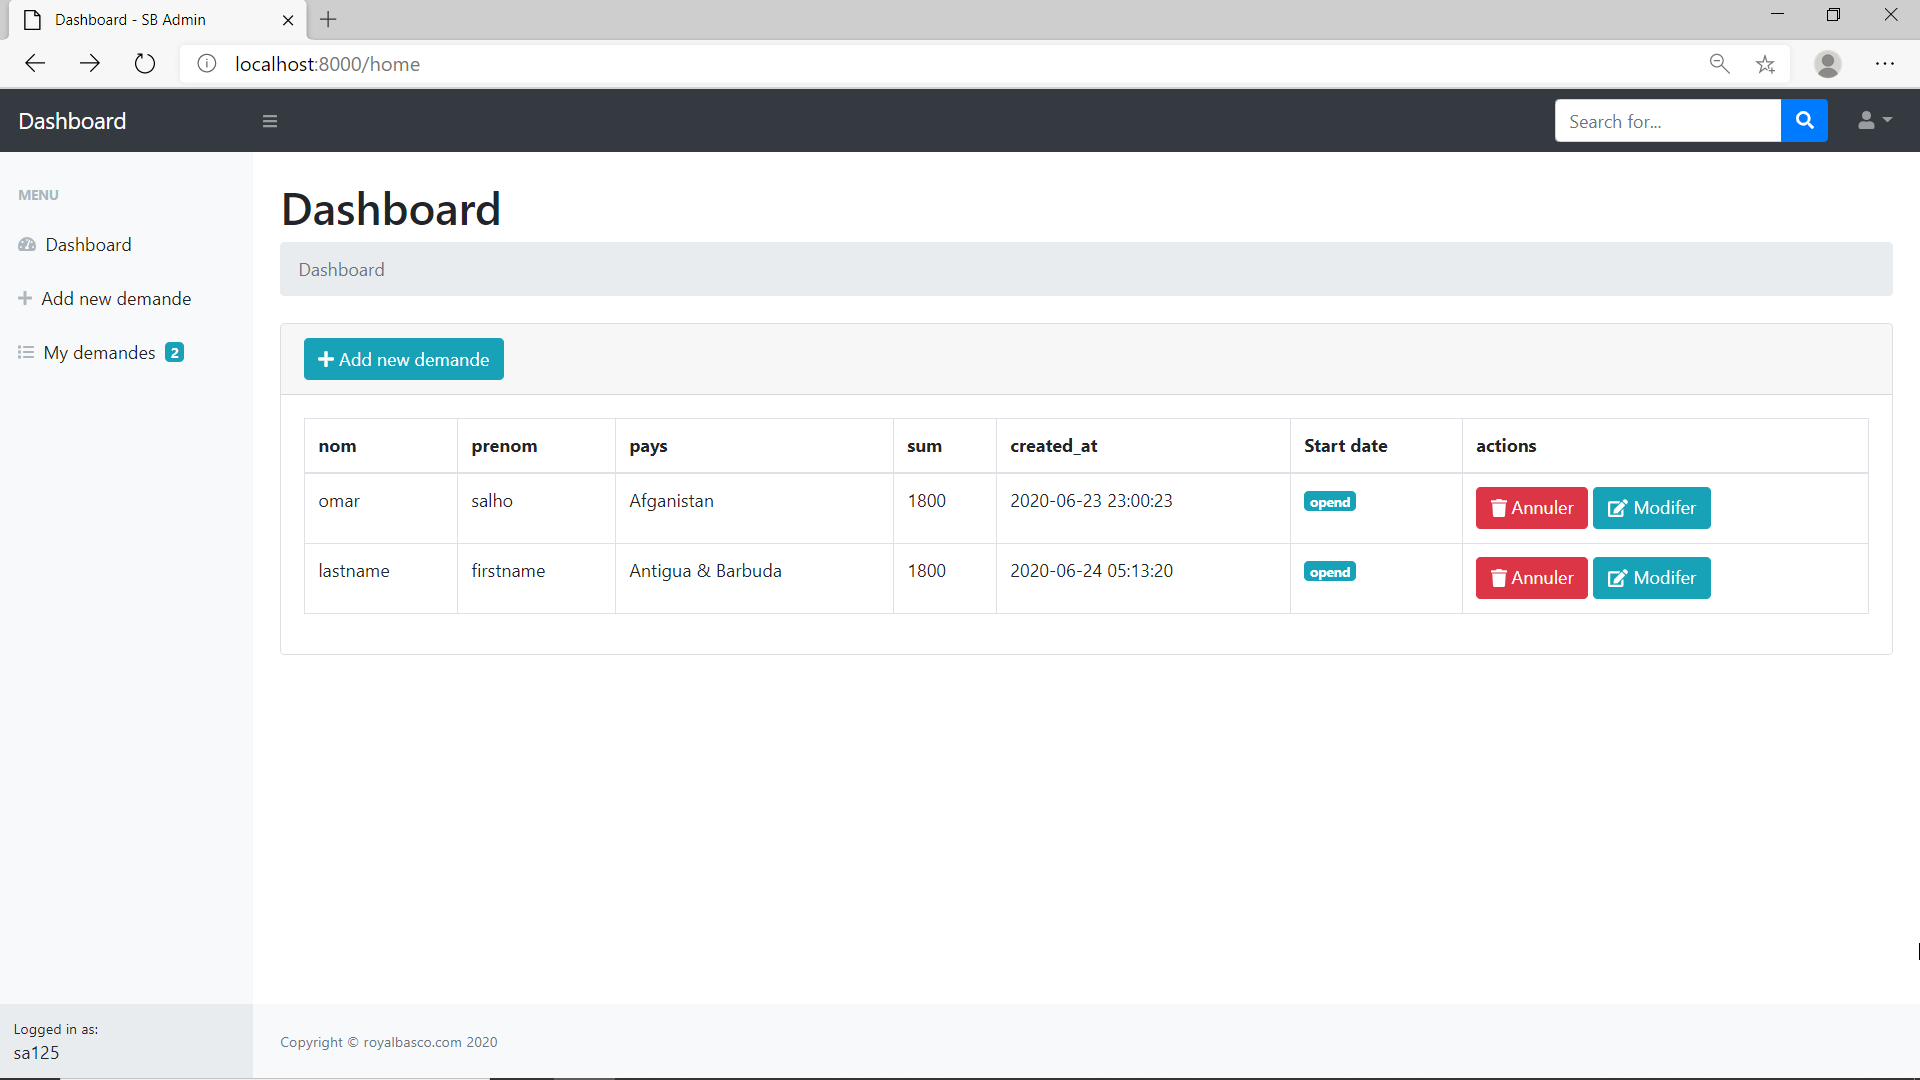 Dashboard - SB Admin
localhost:8000/home
Dashboard
Search for...
MENU
Dashboard
Add new demande
My demandes 2
Dashboard
Dashboard
Add new demande
nom prenom pays sum created_at Start date actions
omar salho Afganistan 1800 2020-06-23 23:00:23 opend Annuler Modifer
lastname firstname Antigua & Barbuda 1800 2020-06-24 05:13:20 opend Annuler Modifer
Logged in as:
sa125
Copyright © royalbasco.com 2020